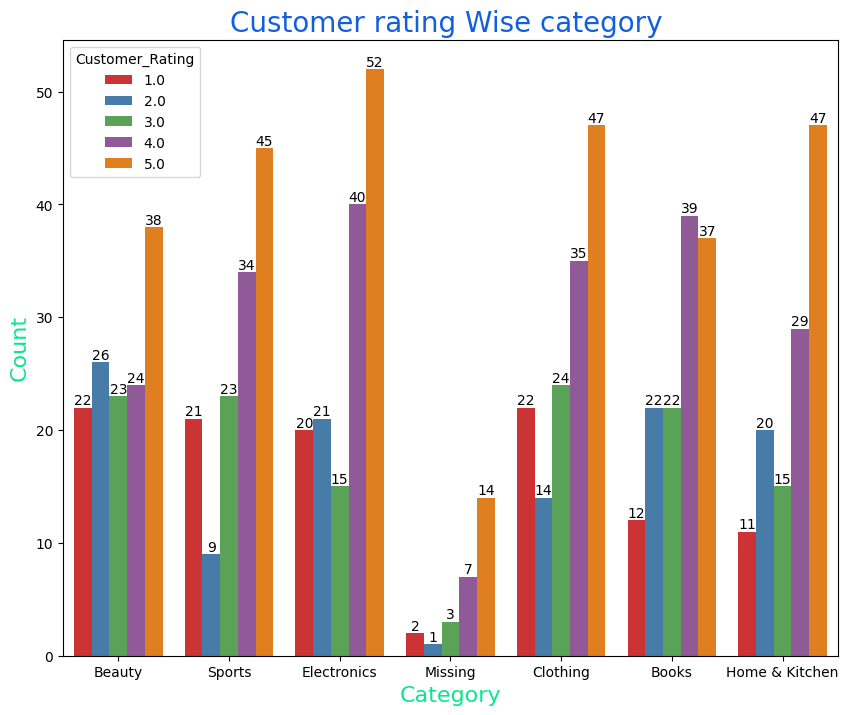 Customer rating Wise category
Customer_Rating
1.0
2.0
3.0
4.0
5.0
Count
50
40
30
20
10
0
22 26 23 24 38
21 9 23 34 45
20 21 15 40 52
2 1 3 7 14
22 14 24 35 47
12 22 22 39 37
11 20 15 29 47
Beauty Sports Electronics Missing Clothing Books Home & Kitchen
Category